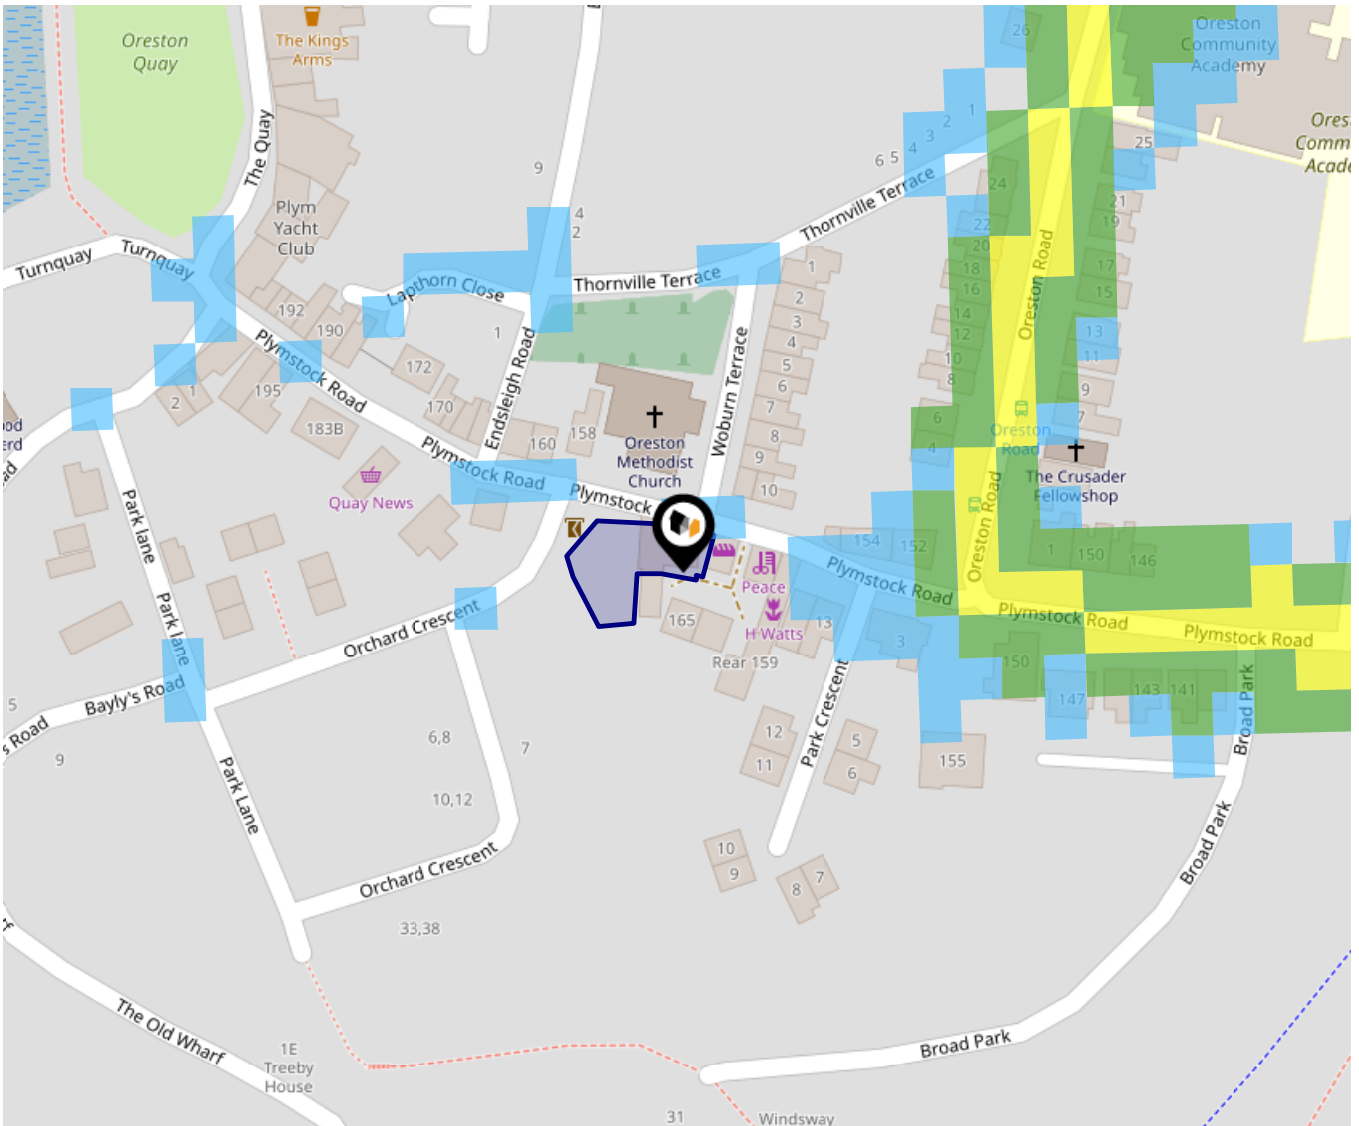 Oreston
Quay
The Kings
Arms
26
Oreston
Community
Academy
The Quay
1
2
3
4
5
6
9
25
4
2
Plym
Yacht
Club
Turnquay
Turnquay
Thornville Terrace
24
22
20
18
16
14
12
10
8
6
4
21
19
17
15
13
11
9
7
Oreston Road
Lapthorn Close
Thornville Terrace
1
2
3
4
5
6
7
8
9
10
192
190
1
172
170
Plymstock Road
195
2
1
183B
Quay News
Endsleigh Road
160
158
Oreston
Methodist
Church
Woburn Terrace
Oreston
Road
The Crusader
Fellowshop
Plymstock Road
Plymstock
Oreston Road
154
152
1
150
146
Park lane
Park lane
Peace
H Watts
165
Rear 159
13
3
Plymstock Road
Plymstock Road
Plymstock Road
150
147
143
141
Orchard Crescent
Bayly's Road
5
9
6,8
7
10,12
Park Lane
Park Crescent
12
11
5
6
155
Broad Park
Broad Park
10
9
8
7
Orchard Crescent
33,38
The Old Wharf
1E
Treeby
House
Broad Park
31
Windsway